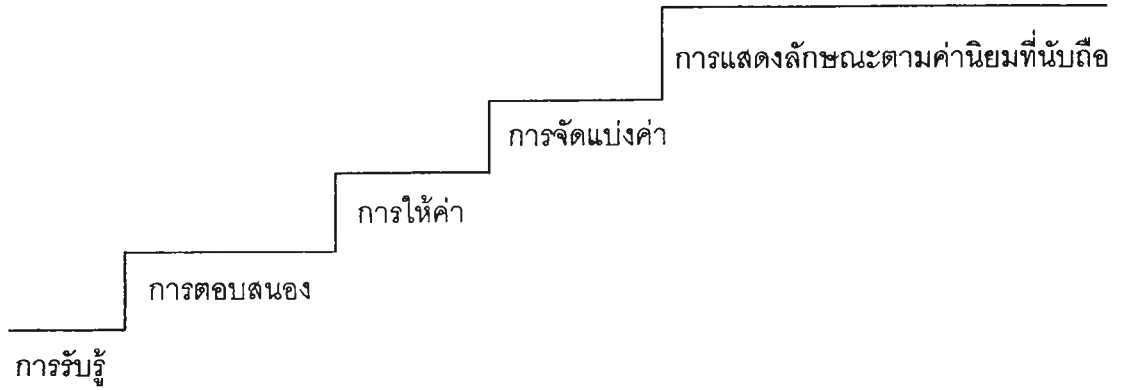 การแสดงลักษณะตามค่านิยมที่นับถือ
การจัดแบ่งค่า
การให้ค่า
การตอบสนอง
การรับรู้